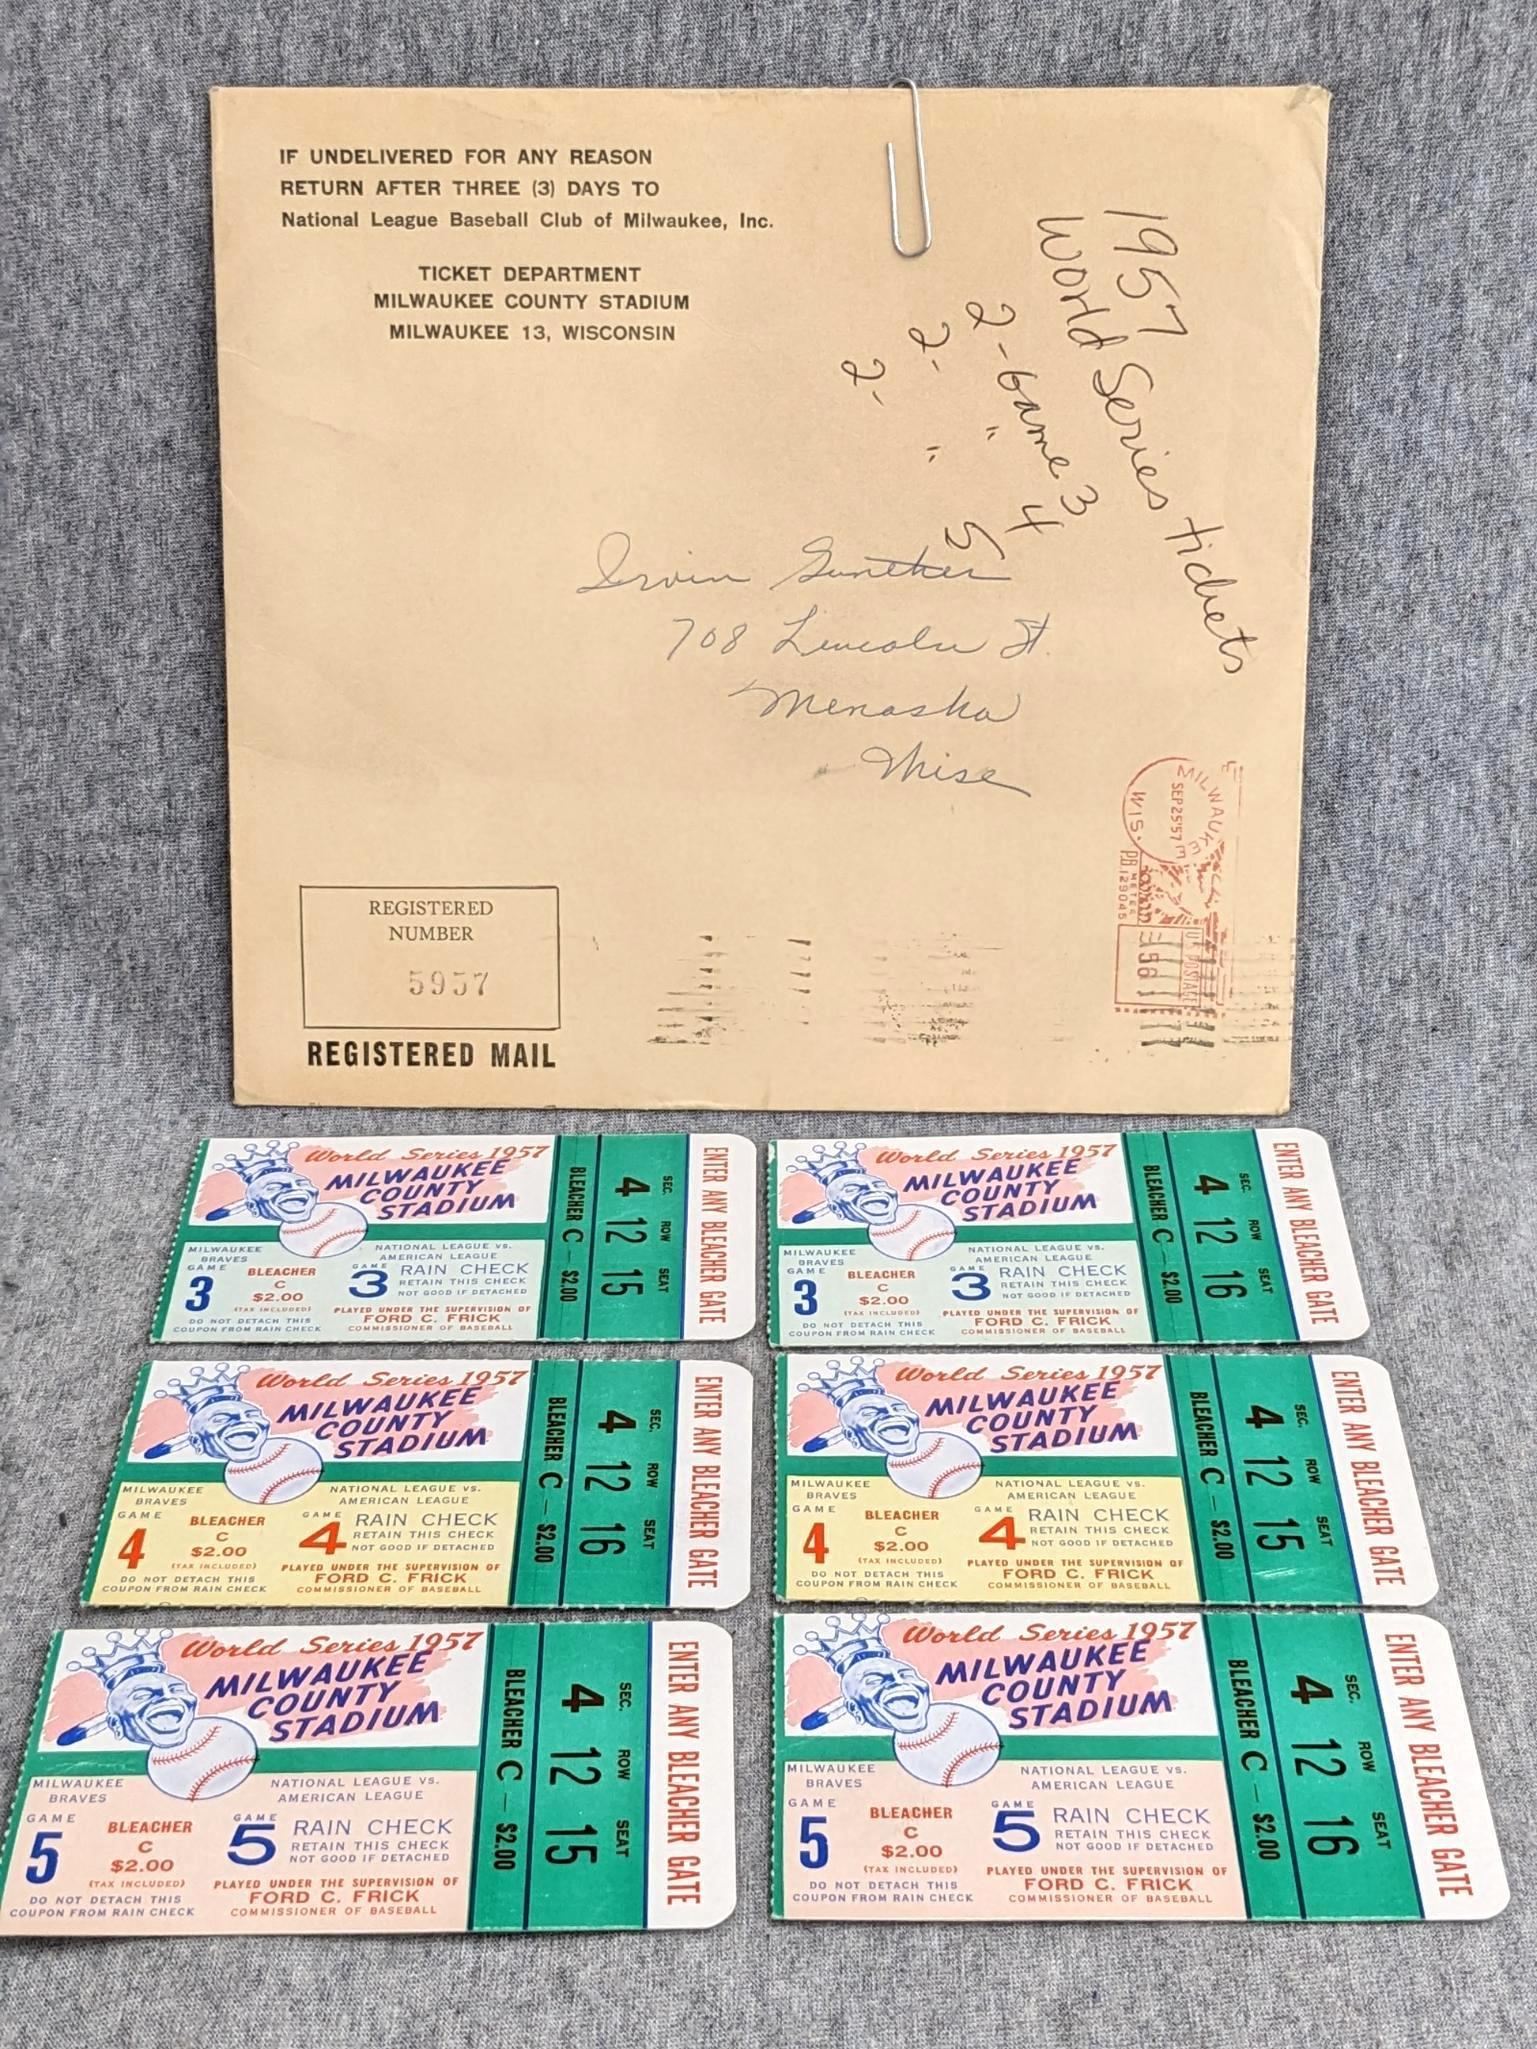 IF UNDELIVERED FOR ANY REASON
RETURN AFTER THREE (3) DAYS TO
National League Baseball Club of Milwaukee, Inc.
TICKET DEPARTMENT
MILWAUKEE COUNTY STADIUM
MILWAUKEE 13, WISCONSIN
1957
World Series tickets
2 - Game 3
2 - " 4
2 - " 5
Irvin Gunther
708 Lincoln St.
Menasha
Wisc
MILWAUKEE
SEP 25 '57
WIS.
P.B. METER
129045
U.S. POSTAGE
REGISTERED
NUMBER
5957
REGISTERED MAIL
World Series 1957
MILWAUKEE
COUNTY
STADIUM
MILWAUKEE
BRAVES
GAME
3
BLEACHER
C
$2.00
(TAX INCLUDED)
DO NOT DETACH THIS
COUPON FROM RAIN CHECK
NATIONAL LEAGUE VS.
AMERICAN LEAGUE
GAME
3
RAIN CHECK
RETAIN THIS CHECK
NOT GOOD IF DETACHED
PLAYED UNDER THE SUPERVISION OF
FORD C. FRICK
COMMISSIONER OF BASEBALL
BLEACHER C — $2.00
SEC. ROW SEAT
4 12 15
ENTER ANY BLEACHER GATE
World Series 1957
MILWAUKEE
COUNTY
STADIUM
MILWAUKEE
BRAVES
GAME
3
BLEACHER
C
$2.00
(TAX INCLUDED)
DO NOT DETACH THIS
COUPON FROM RAIN CHECK
NATIONAL LEAGUE VS.
AMERICAN LEAGUE
GAME
3
RAIN CHECK
RETAIN THIS CHECK
NOT GOOD IF DETACHED
PLAYED UNDER THE SUPERVISION OF
FORD C. FRICK
COMMISSIONER OF BASEBALL
BLEACHER C — $2.00
SEC. ROW SEAT
4 12 16
ENTER ANY BLEACHER GATE
World Series 1957
MILWAUKEE
COUNTY
STADIUM
MILWAUKEE
BRAVES
GAME
4
BLEACHER
C
$2.00
(TAX INCLUDED)
DO NOT DETACH THIS
COUPON FROM RAIN CHECK
NATIONAL LEAGUE VS.
AMERICAN LEAGUE
GAME
4
RAIN CHECK
RETAIN THIS CHECK
NOT GOOD IF DETACHED
PLAYED UNDER THE SUPERVISION OF
FORD C. FRICK
COMMISSIONER OF BASEBALL
BLEACHER C — $2.00
SEC. ROW SEAT
4 12 16
ENTER ANY BLEACHER GATE
World Series 1957
MILWAUKEE
COUNTY
STADIUM
MILWAUKEE
BRAVES
GAME
4
BLEACHER
C
$2.00
(TAX INCLUDED)
DO NOT DETACH THIS
COUPON FROM RAIN CHECK
NATIONAL LEAGUE VS.
AMERICAN LEAGUE
GAME
4
RAIN CHECK
RETAIN THIS CHECK
NOT GOOD IF DETACHED
PLAYED UNDER THE SUPERVISION OF
FORD C. FRICK
COMMISSIONER OF BASEBALL
BLEACHER C — $2.00
SEC. ROW SEAT
4 12 15
ENTER ANY BLEACHER GATE
World Series 1957
MILWAUKEE
COUNTY
STADIUM
MILWAUKEE
BRAVES
GAME
5
BLEACHER
C
$2.00
(TAX INCLUDED)
DO NOT DETACH THIS
COUPON FROM RAIN CHECK
NATIONAL LEAGUE VS.
AMERICAN LEAGUE
GAME
5
RAIN CHECK
RETAIN THIS CHECK
NOT GOOD IF DETACHED
PLAYED UNDER THE SUPERVISION OF
FORD C. FRICK
COMMISSIONER OF BASEBALL
BLEACHER C — $2.00
SEC. ROW SEAT
4 12 15
ENTER ANY BLEACHER GATE
World Series 1957
MILWAUKEE
COUNTY
STADIUM
MILWAUKEE
BRAVES
GAME
5
BLEACHER
C
$2.00
(TAX INCLUDED)
DO NOT DETACH THIS
COUPON FROM RAIN CHECK
NATIONAL LEAGUE VS.
AMERICAN LEAGUE
GAME
5
RAIN CHECK
RETAIN THIS CHECK
NOT GOOD IF DETACHED
PLAYED UNDER THE SUPERVISION OF
FORD C. FRICK
COMMISSIONER OF BASEBALL
BLEACHER C — $2.00
SEC. ROW SEAT
4 12 16
ENTER ANY BLEACHER GATE